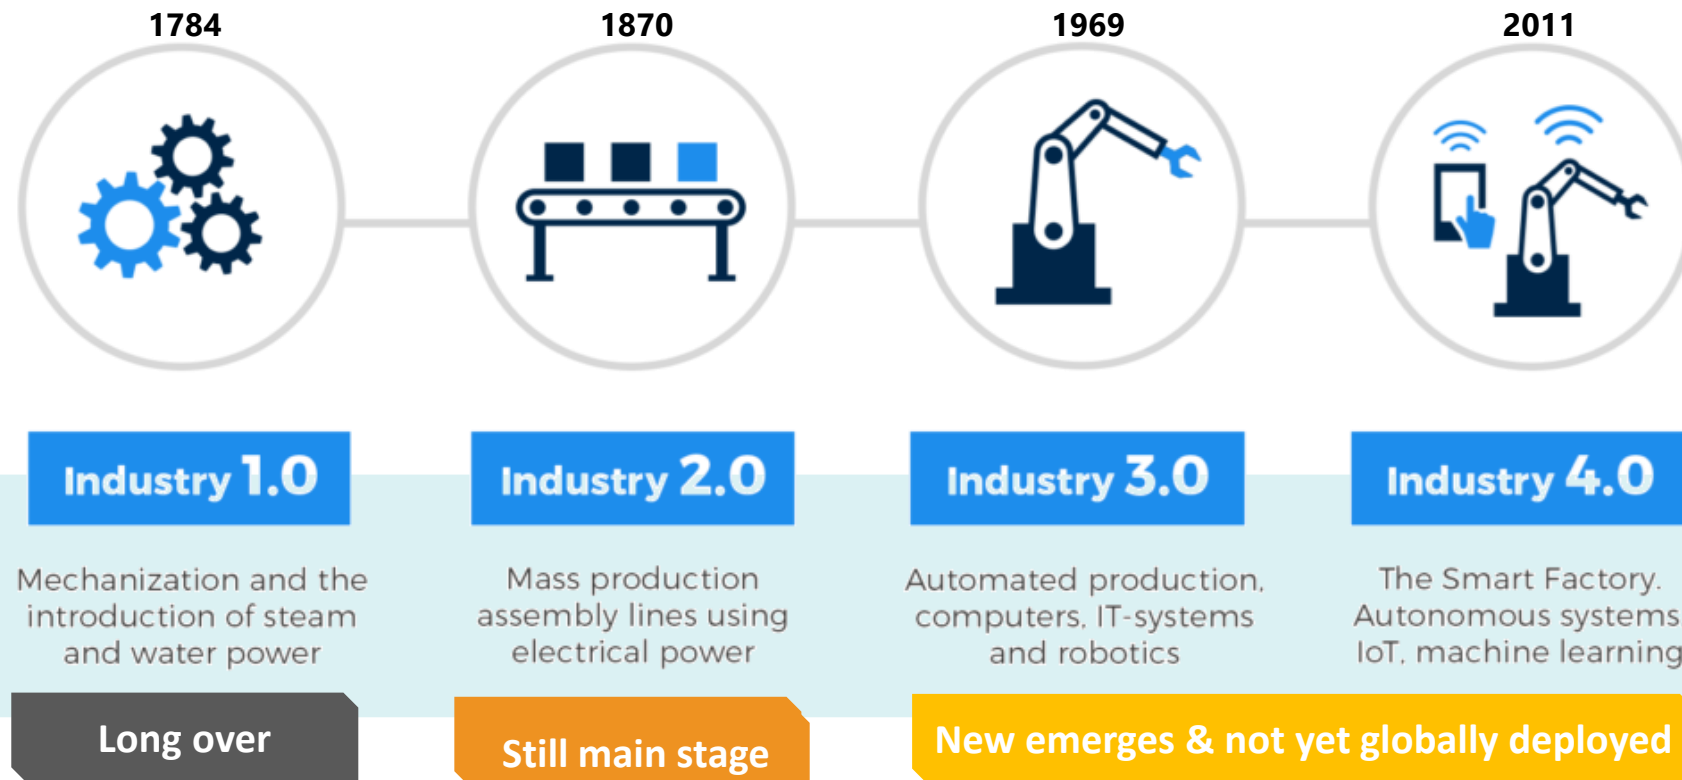 1784
1870
1969
2011
Industry 1.0
Industry 2.0
Industry 3.0
Industry 4.0
Mechanization and the
introduction of steam
and water power
Mass production
assembly lines using
electrical power
Automated production,
computers, IT-systems
and robotics
The Smart Factory.
Autonomous systems
IoT, machine learning
Long over
Still main stage
New emerges & not yet globally deployed